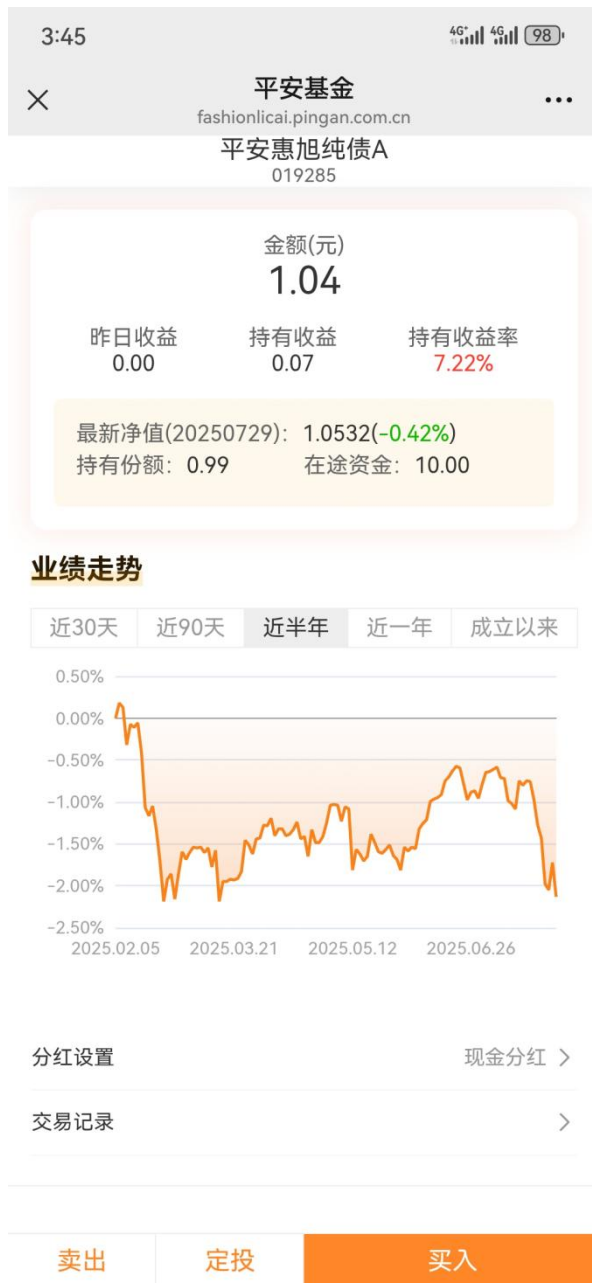 3:45
4G+ 4G 98
平安基金
fashionlicai.pingan.com.cn
平安惠旭纯债A
019285
金额(元)
1.04
昨日收益 持有收益 持有收益率
0.00 0.07 7.22%
最新净值(20250729): 1.0532(-0.42%)
持有份额: 0.99 在途资金: 10.00
业绩走势
近30天 近90天 近半年 近一年 成立以来
0.50%
0.00%
-0.50%
-1.00%
-1.50%
-2.00%
-2.50%
2025.02.05 2025.03.21 2025.05.12 2025.06.26
分红设置 现金分红
交易记录
卖出 定投 买入